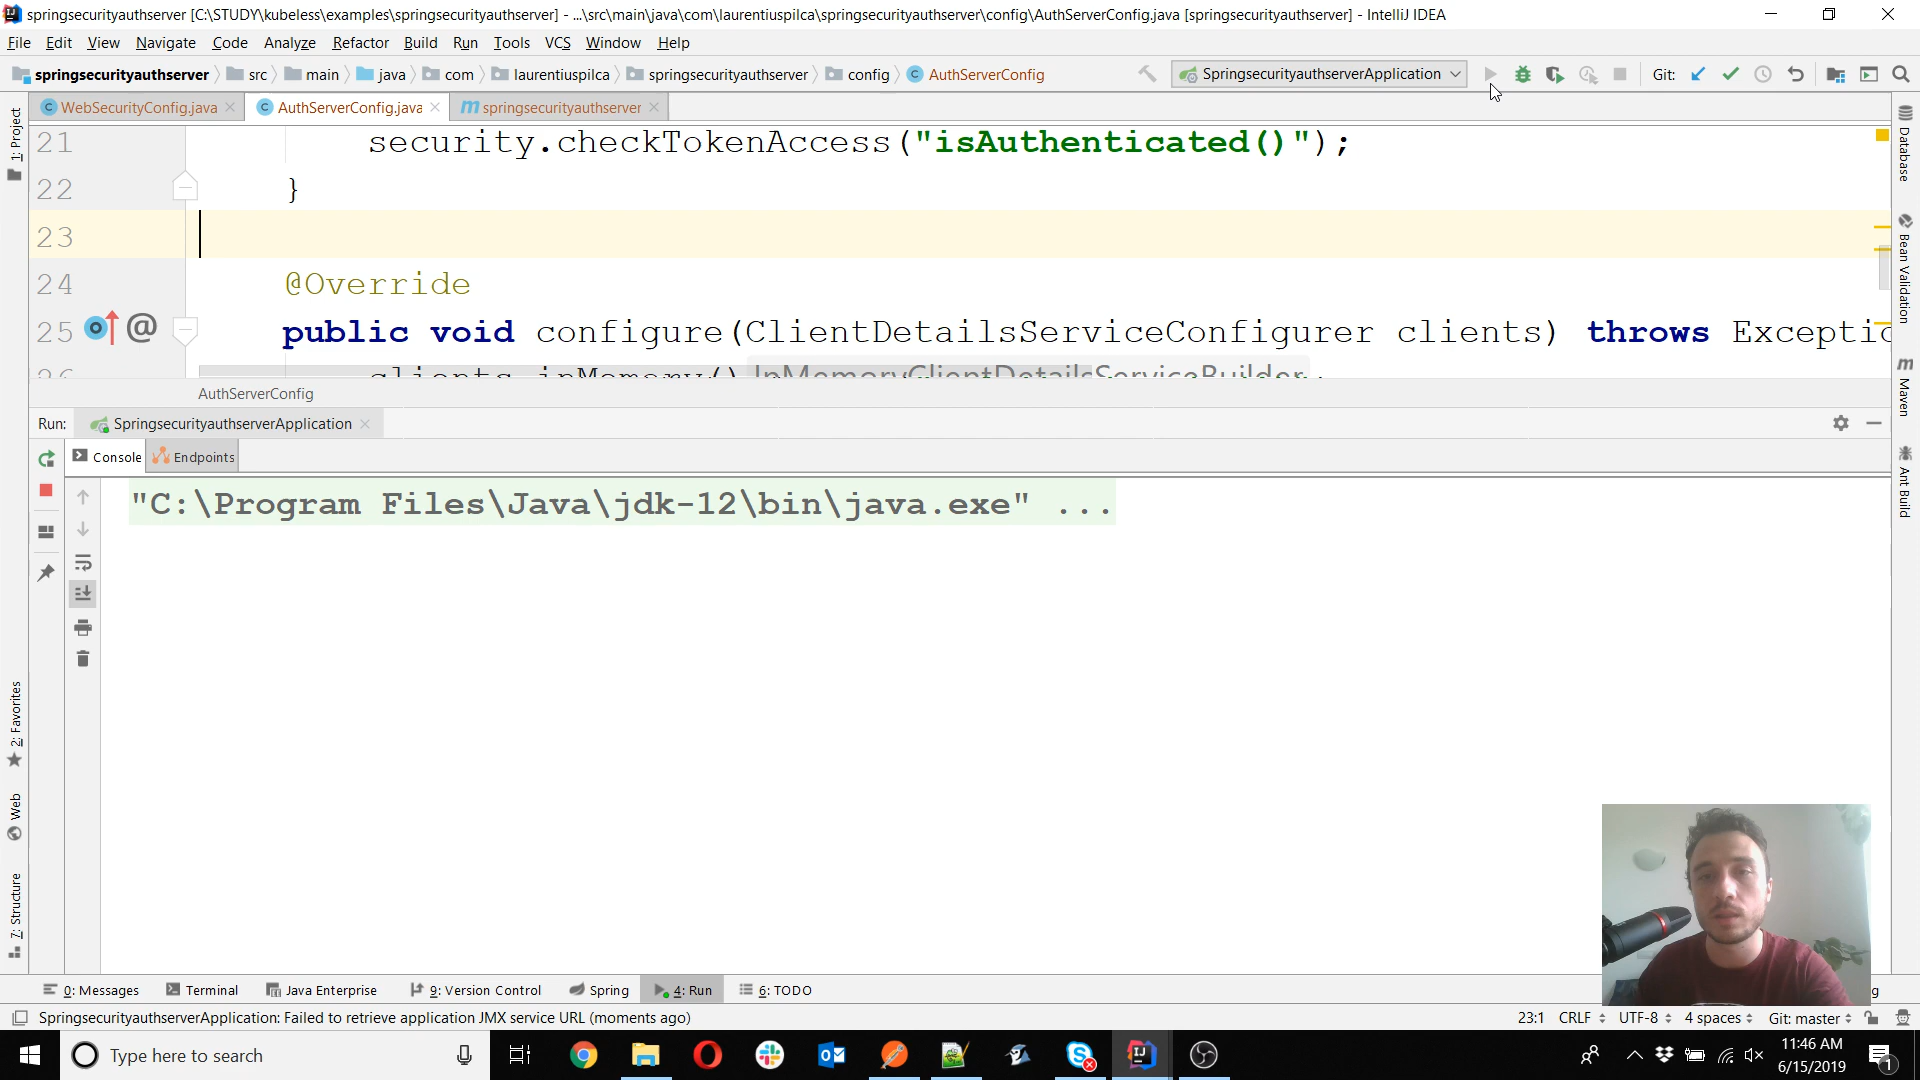 springsecurityauthserver [C:\STUDY\kubeless\examples\springsecurityauthserver] - ...\src\main\java\com\laurentiuspilca\springsecurityauthserver\config\AuthServerConfig.java [springsecurityauthserver] - IntelliJ IDEA
File Edit View Navigate Code Analyze Refactor Build Run Tools VCS Window Help
springsecurityauthserver src main java com laurentiuspilca springsecurityauthserver config AuthServerConfig SpringsecurityauthserverApplication Git:
WebSecurityConfig.java AuthServerConfig.java springsecurityauthserver
21 security.checkTokenAccess("isAuthenticated()");
22 }
23
24 @Override
25 @ public void configure(ClientDetailsServiceConfigurer clients) throws Exceptic
26 clients.inMemory() InMemoryClientDetailsServiceBuilder
AuthServerConfig
Run: SpringsecurityauthserverApplication
Console Endpoints
"C:\Program Files\Java\jdk-12\bin\java.exe" ...
1: Project
2: Favorites
Web
7: Structure
Database
Bean Validation
Maven
Ant Build
0: Messages Terminal Java Enterprise 9: Version Control Spring 4: Run 6: TODO
SpringsecurityauthserverApplication: Failed to retrieve application JMX service URL (moments ago) 23:1 CRLF UTF-8 4 spaces Git: master
Type here to search
11:46 AM
6/15/2019
1